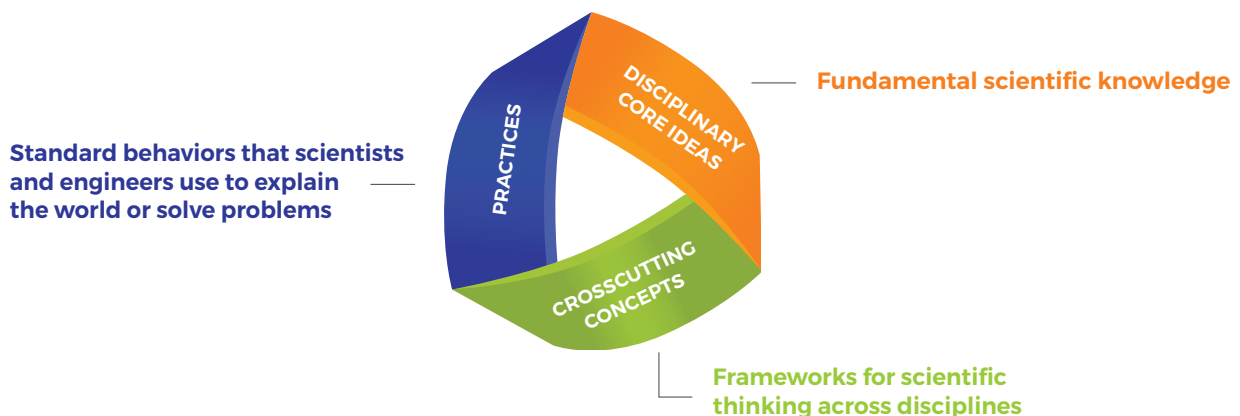 DISCIPLINARY
CORE IDEAS
Fundamental scientific knowledge
PRACTICES
Standard behaviors that scientists
and engineers use to explain
the world or solve problems
CROSSCUTTING
CONCEPTS
Frameworks for scientific
thinking across disciplines